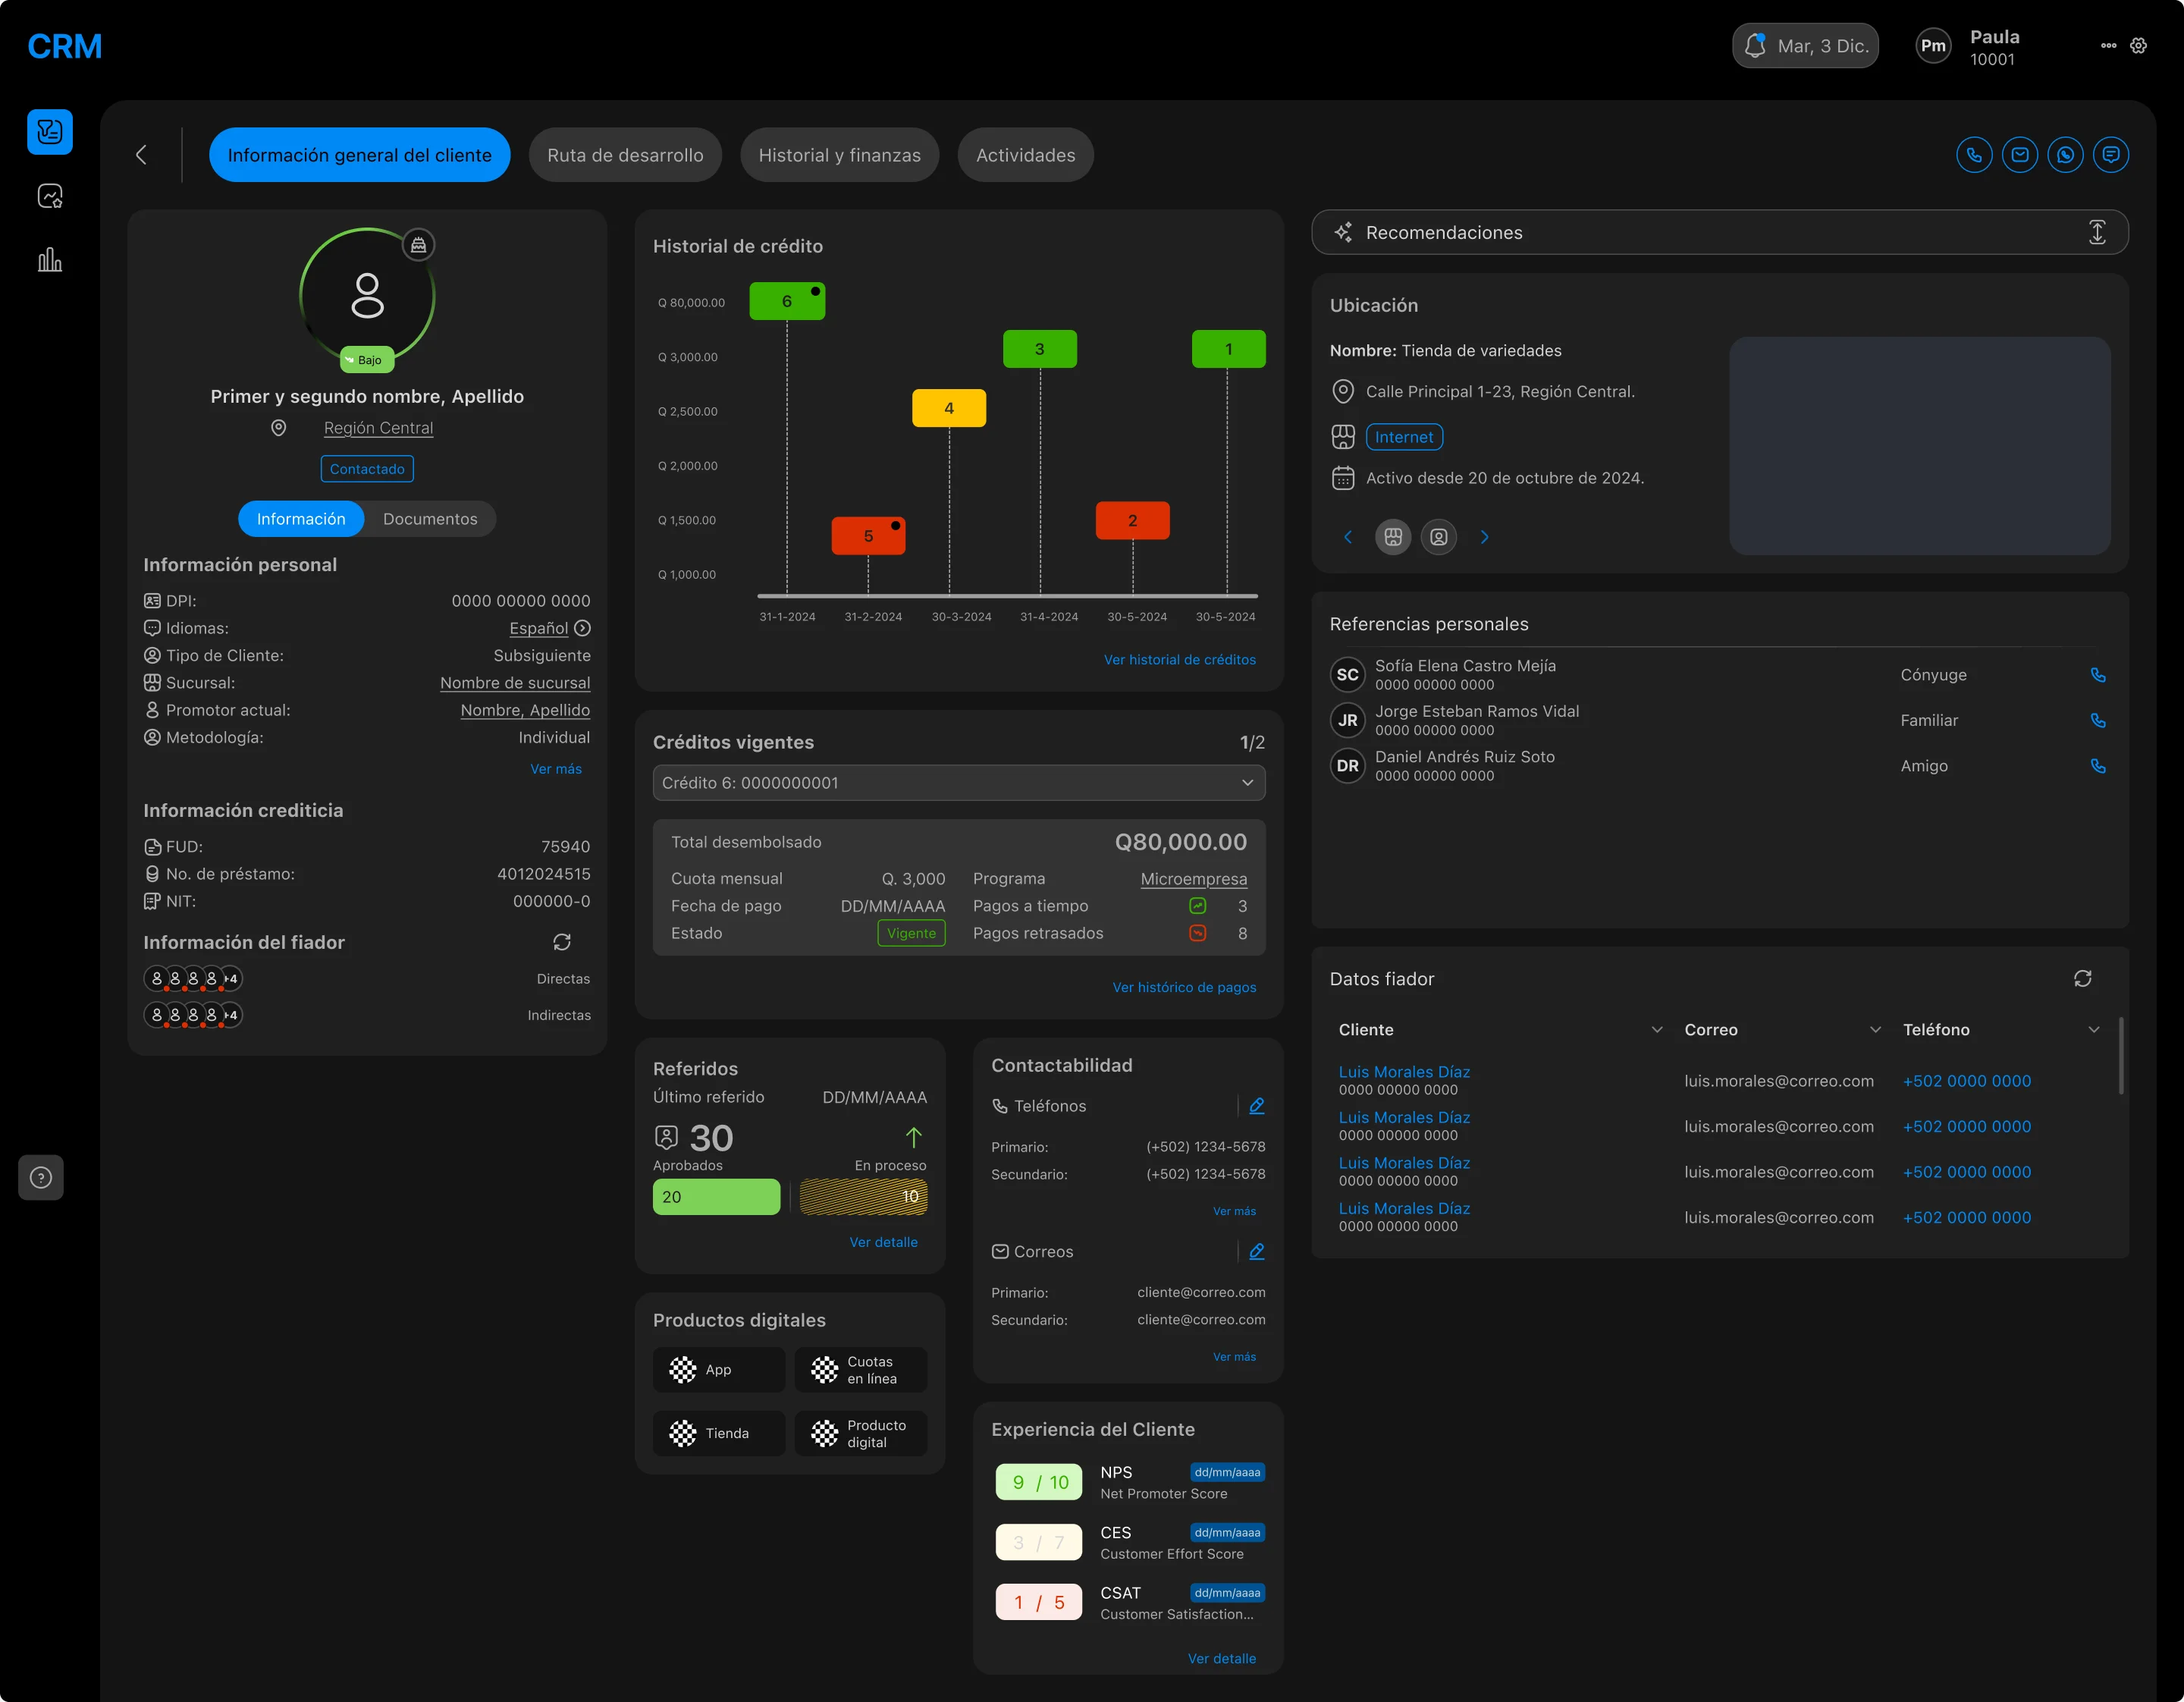 CRM
Mar, 3 Dic.
Pm
Paula
10001
Información general del cliente
Ruta de desarrollo
Historial y finanzas
Actividades
Bajo
Primer y segundo nombre, Apellido
Región Central
Contactado
Información
Documentos
Información personal
DPI: 0000 00000 0000
Idiomas: Español
Tipo de Cliente: Subsiguiente
Sucursal: Nombre de sucursal
Promotor actual: Nombre, Apellido
Metodología: Individual
Ver más
Información crediticia
FUD: 75940
No. de préstamo: 4012024515
NIT: 000000-0
Información del fiador
+4 Directas
+4 Indirectas
Historial de crédito
Q 80,000.00
Q 3,000.00
Q 2,500.00
Q 2,000.00
Q 1,500.00
Q 1,000.00
6
5
4
3
2
1
31-1-2024 31-2-2024 30-3-2024 31-4-2024 30-5-2024 30-5-2024
Ver historial de créditos
Créditos vigentes 1/2
Crédito 6: 0000000001
Total desembolsado Q80,000.00
Cuota mensual Q. 3,000 Programa Microempresa
Fecha de pago DD/MM/AAAA Pagos a tiempo 3
Estado Vigente Pagos retrasados 8
Ver histórico de pagos
Referidos
Último referido DD/MM/AAAA
30
Aprobados En proceso
20 10
Ver detalle
Productos digitales
App
Cuotas
en línea
Tienda
Producto
digital
Contactabilidad
Teléfonos
Primario: (+502) 1234-5678
Secundario: (+502) 1234-5678
Ver más
Correos
Primario: cliente@correo.com
Secundario: cliente@correo.com
Ver más
Experiencia del Cliente
9 / 10 NPS dd/mm/aaaa
Net Promoter Score
3 / 7 CES dd/mm/aaaa
Customer Effort Score
1 / 5 CSAT dd/mm/aaaa
Customer Satisfaction...
Ver detalle
Recomendaciones
Ubicación
Nombre: Tienda de variedades
Calle Principal 1-23, Región Central.
Internet
Activo desde 20 de octubre de 2024.
Referencias personales
SC Sofía Elena Castro Mejía Cónyuge
0000 00000 0000
JR Jorge Esteban Ramos Vidal Familiar
0000 00000 0000
DR Daniel Andrés Ruiz Soto Amigo
0000 00000 0000
Datos fiador
Cliente Correo Teléfono
Luis Morales Díaz luis.morales@correo.com +502 0000 0000
0000 00000 0000
Luis Morales Díaz luis.morales@correo.com +502 0000 0000
0000 00000 0000
Luis Morales Díaz luis.morales@correo.com +502 0000 0000
0000 00000 0000
Luis Morales Díaz luis.morales@correo.com +502 0000 0000
0000 00000 0000
?